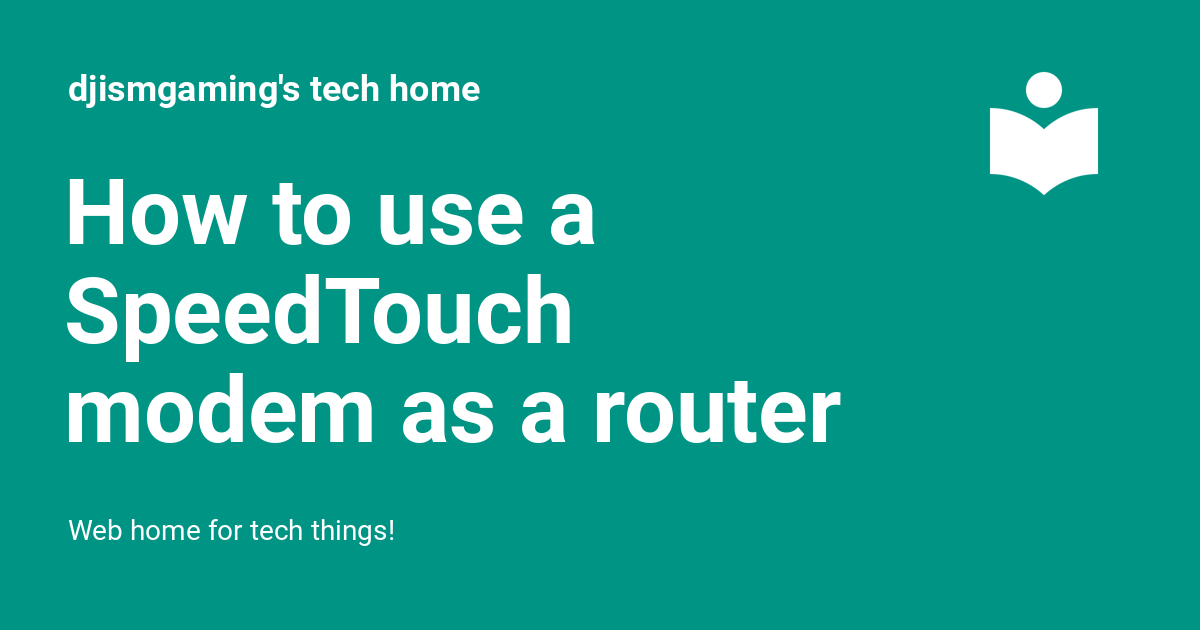 djismgaming's tech home
How to use a
SpeedTouch
modem as a router
Web home for tech things!